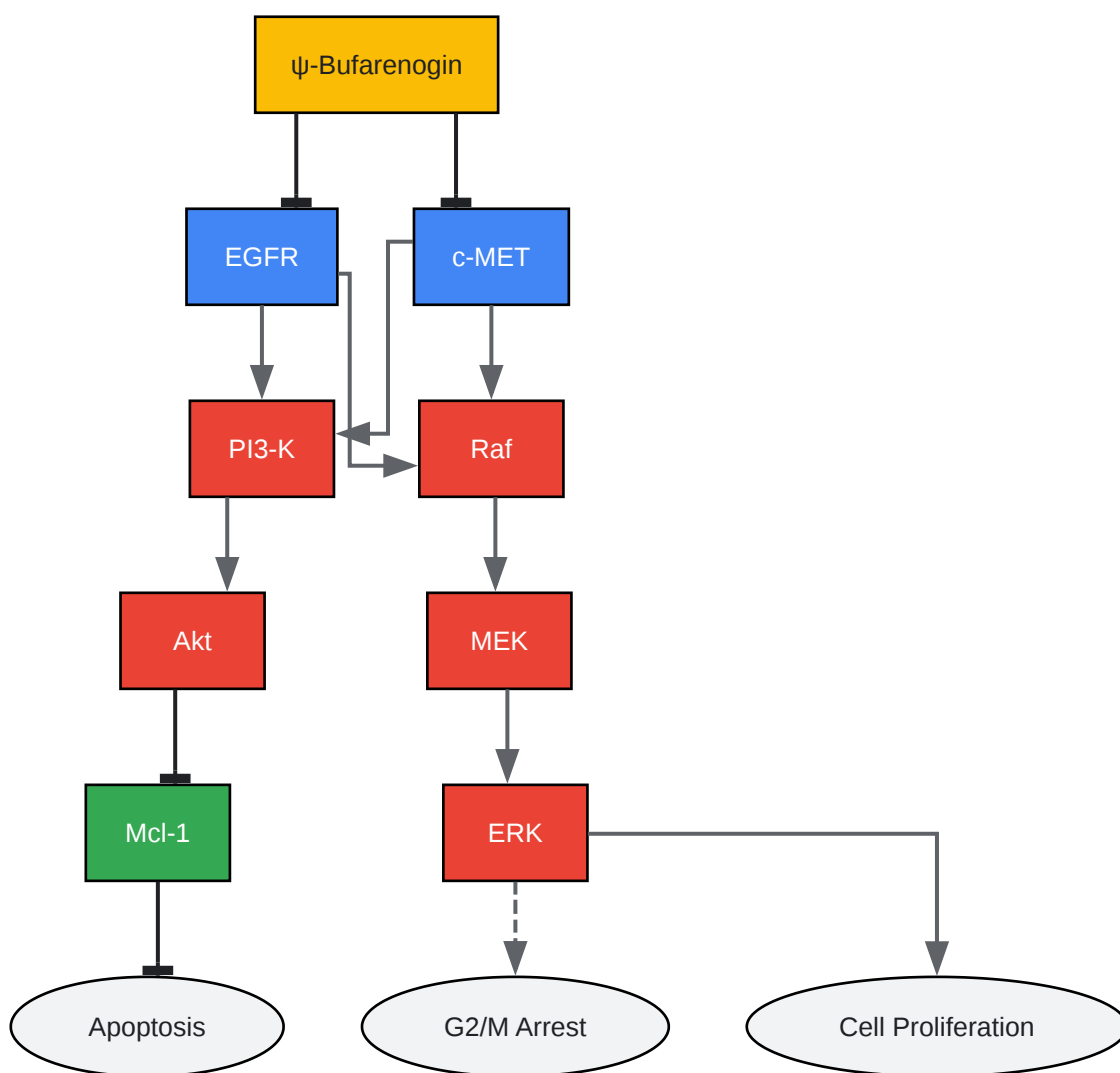 ψ-Bufarenogin
EGFR
c-MET
PI3-K
Raf
Akt
MEK
Mcl-1
ERK
Apoptosis
G2/M Arrest
Cell Proliferation